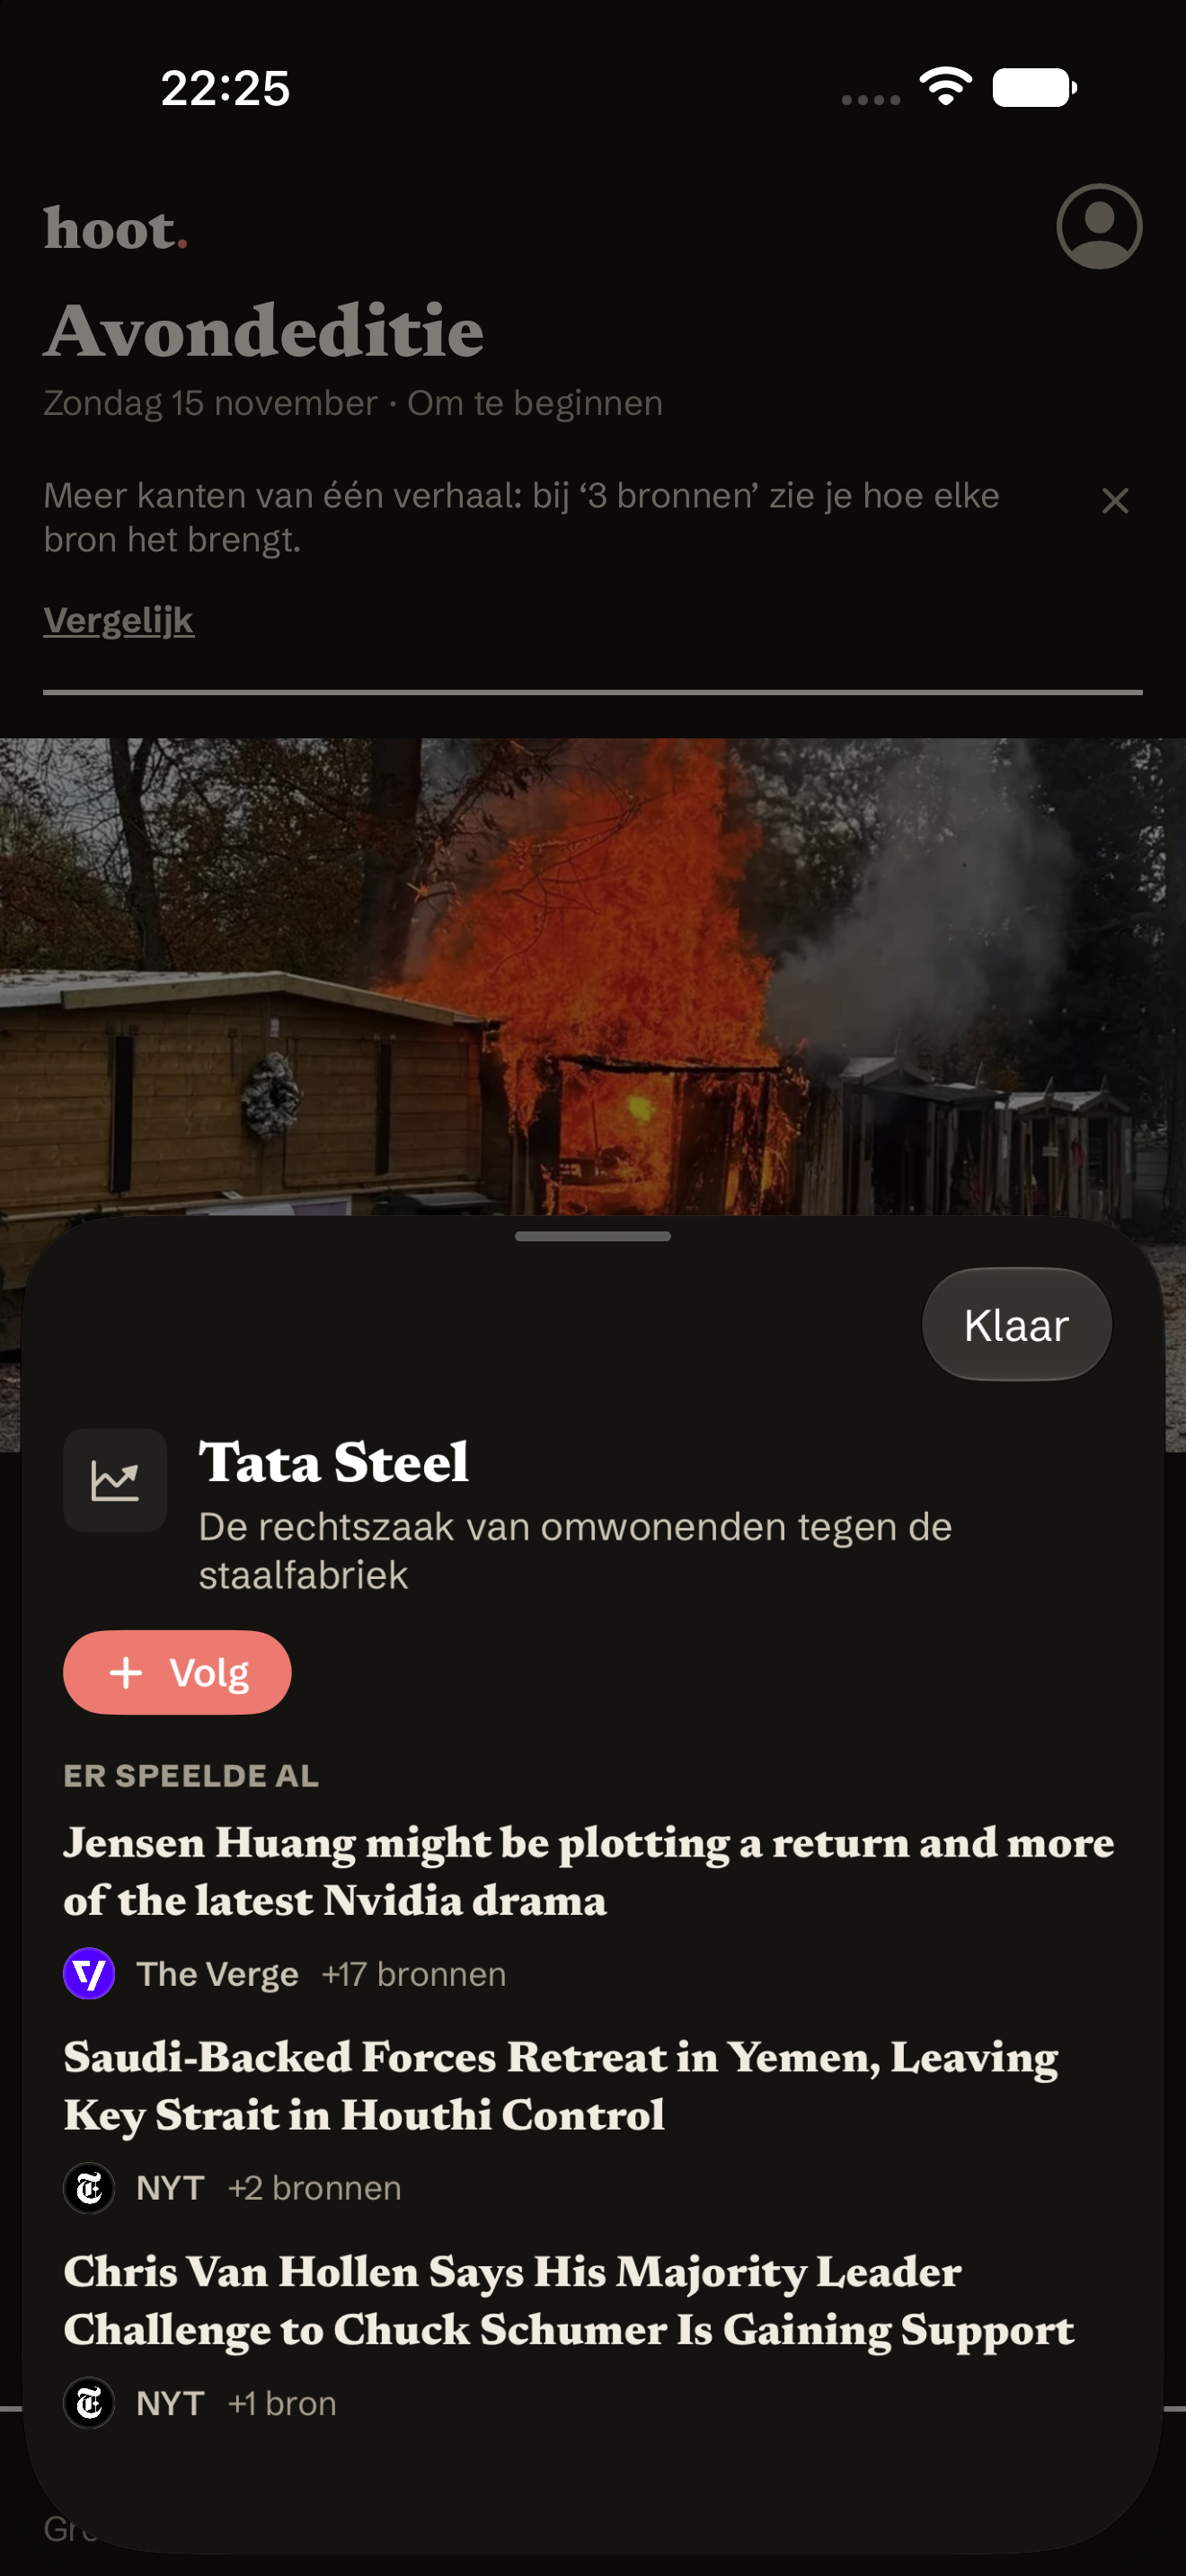 22:25
hoot.
Avondeditie
Zondag 15 november · Om te beginnen
Meer kanten van één verhaal: bij ‘3 bronnen’ zie je hoe elke
bron het brengt.
Vergelijk
Klaar
Tata Steel
De rechtszaak van omwonenden tegen de
staalfabriek
+ Volg
ER SPEELDE AL
Jensen Huang might be plotting a return and more
of the latest Nvidia drama
The Verge +17 bronnen
Saudi-Backed Forces Retreat in Yemen, Leaving
Key Strait in Houthi Control
NYT +2 bronnen
Chris Van Hollen Says His Majority Leader
Challenge to Chuck Schumer Is Gaining Support
NYT +1 bron